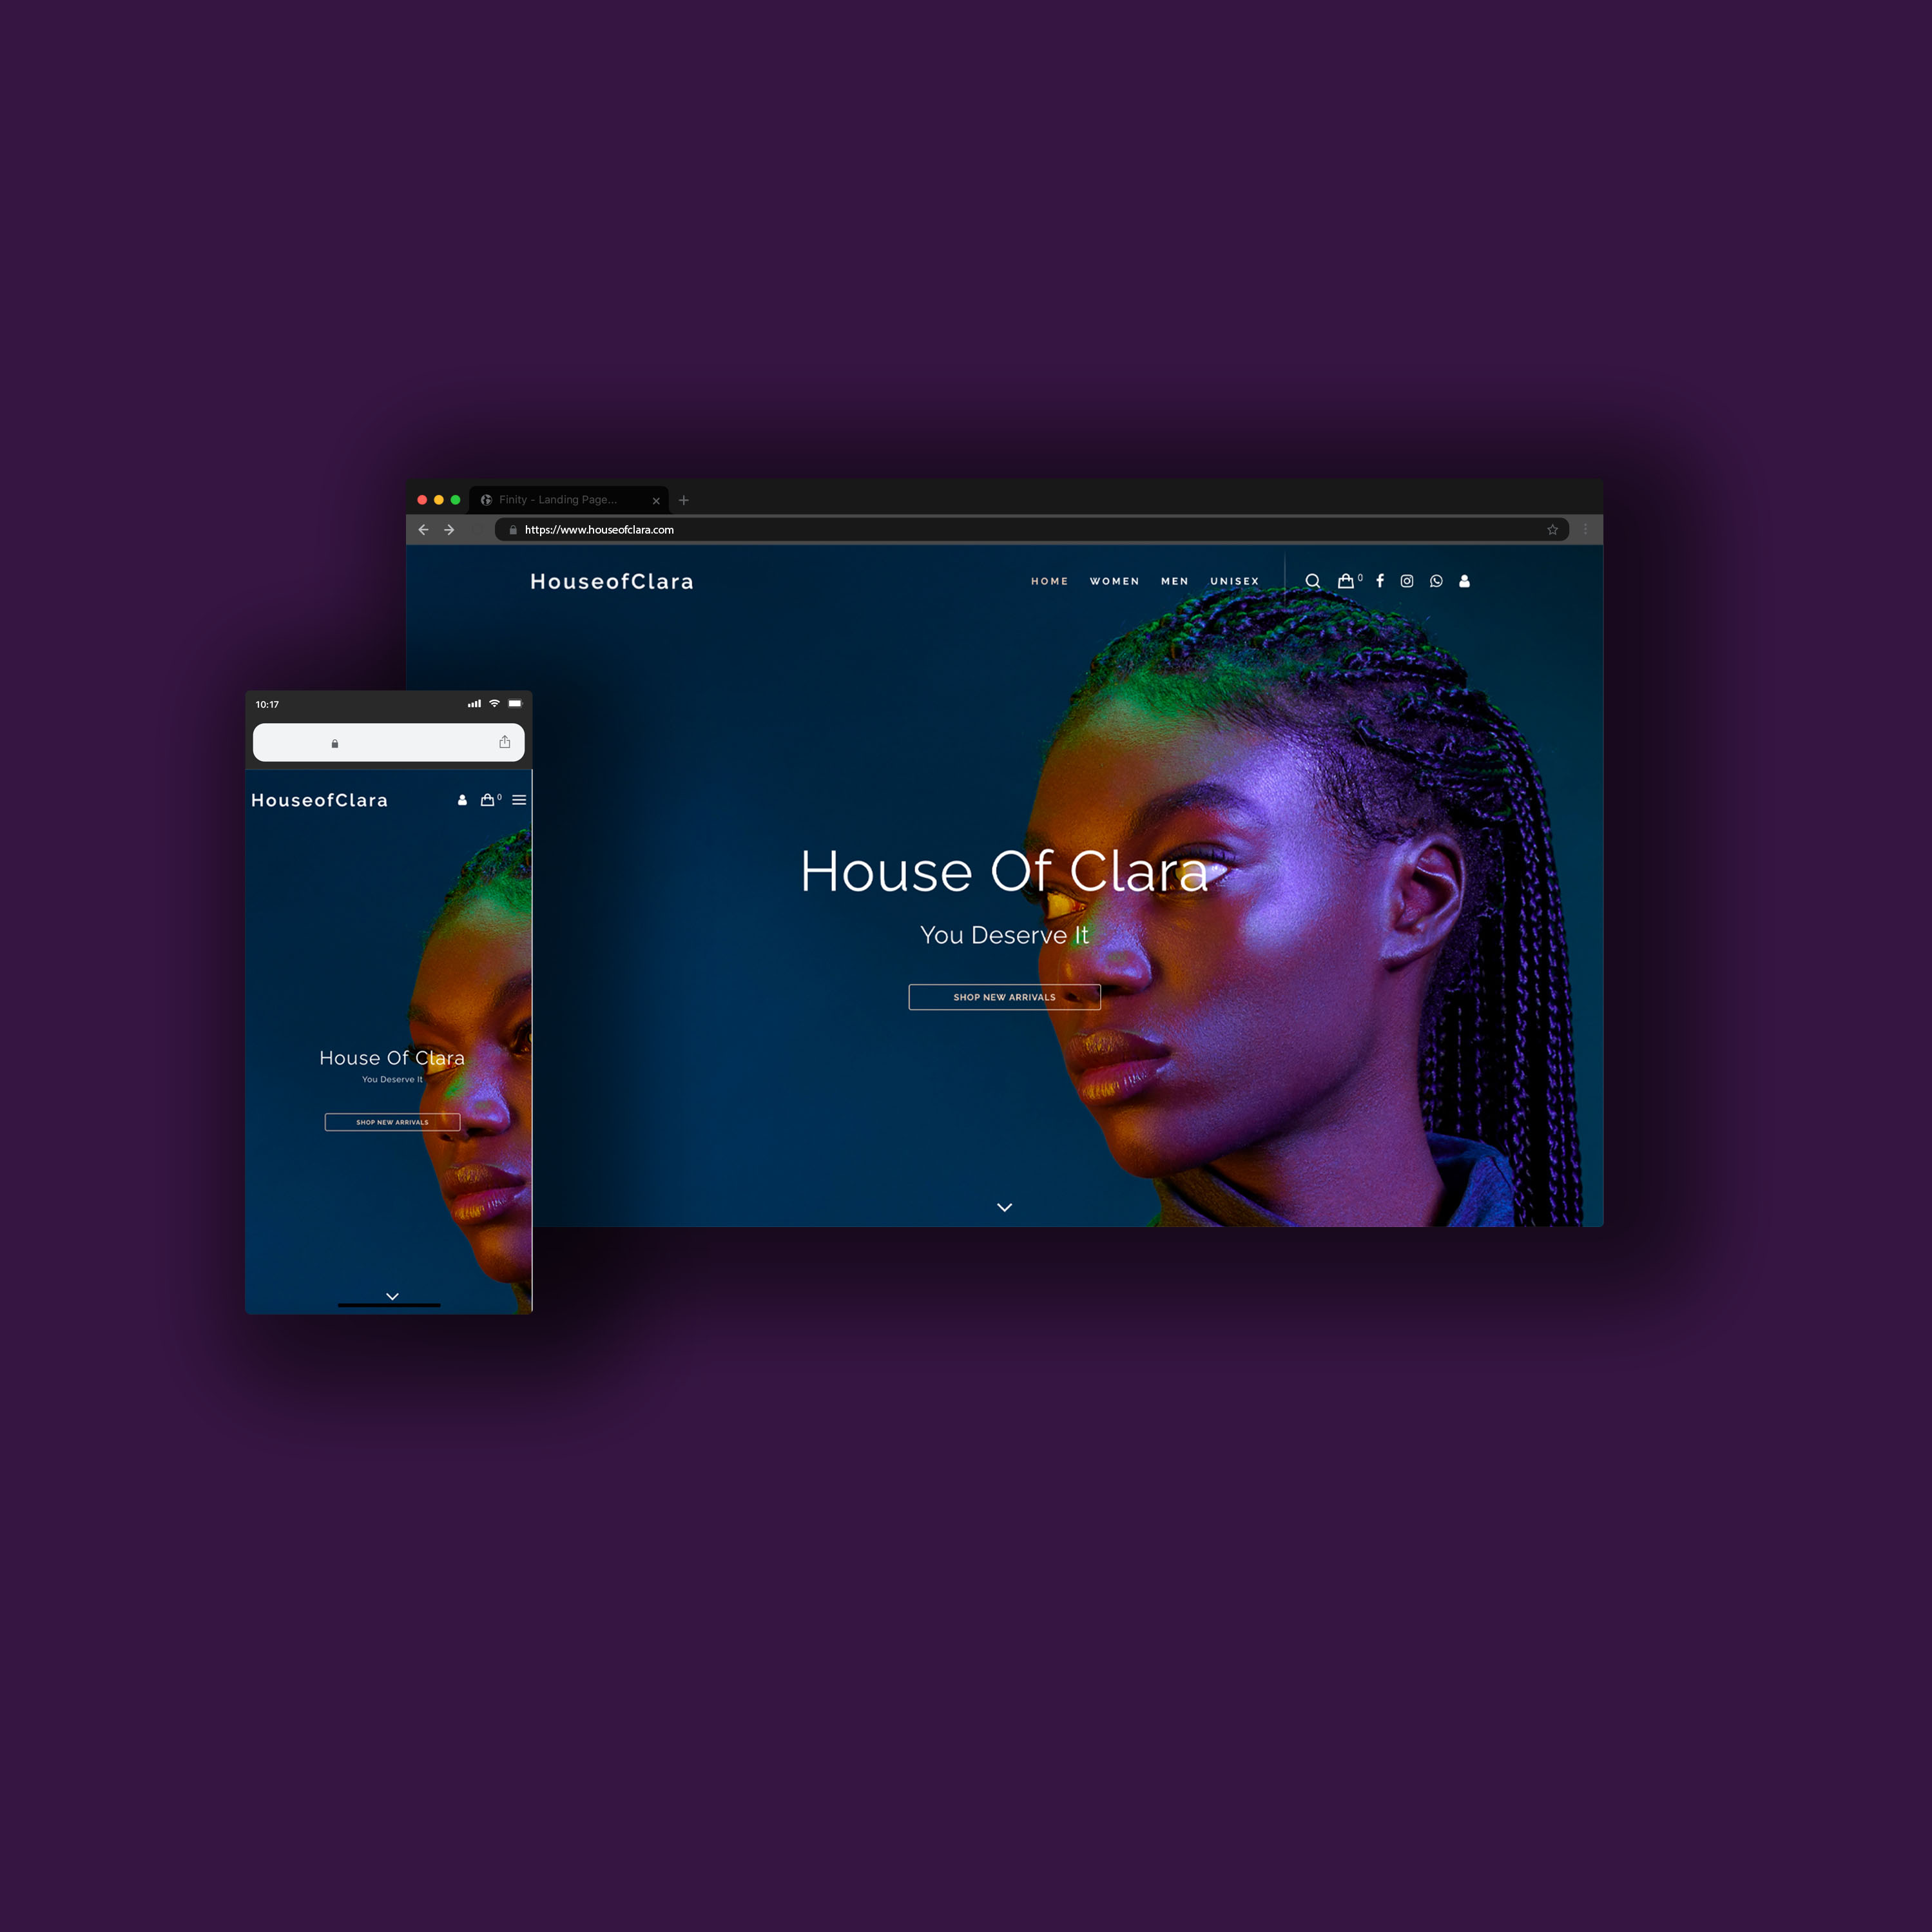 Finity - Landing Page...
https://www.houseofclara.com
HouseofClara
HOME WOMEN MEN UNISEX 0
House Of Clara
You Deserve It
SHOP NEW ARRIVALS
10:17
HouseofClara 0
House Of Clara
You Deserve It
SHOP NEW ARRIVALS